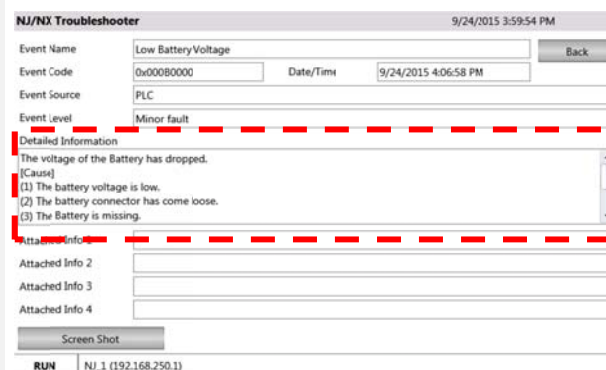 NJ/NX Troubleshooter 9/24/2015 3:59:54 PM
Event Name Low Battery Voltage Back
Event Code 0x000B0000 Date/Time 9/24/2015 4:06:58 PM
Event Source PLC
Event Level Minor fault
Detailed Information
The voltage of the Battery has dropped.
[Cause]
(1) The battery voltage is low.
(2) The battery connector has come loose.
(3) The Battery is missing.
Attached Info 1
Attached Info 2
Attached Info 3
Attached Info 4
Screen Shot
RUN NJ_1 (192.168.250.1)